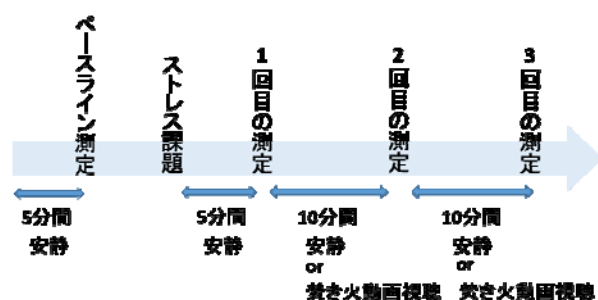 ベースライン測定
ストレス課題
1回目の測定
2回目の測定
3回目の測定
5分間
安静
5分間
安静
10分間
安静
or
焚き火動画視聴
10分間
安静
or
焚き火動画視聴